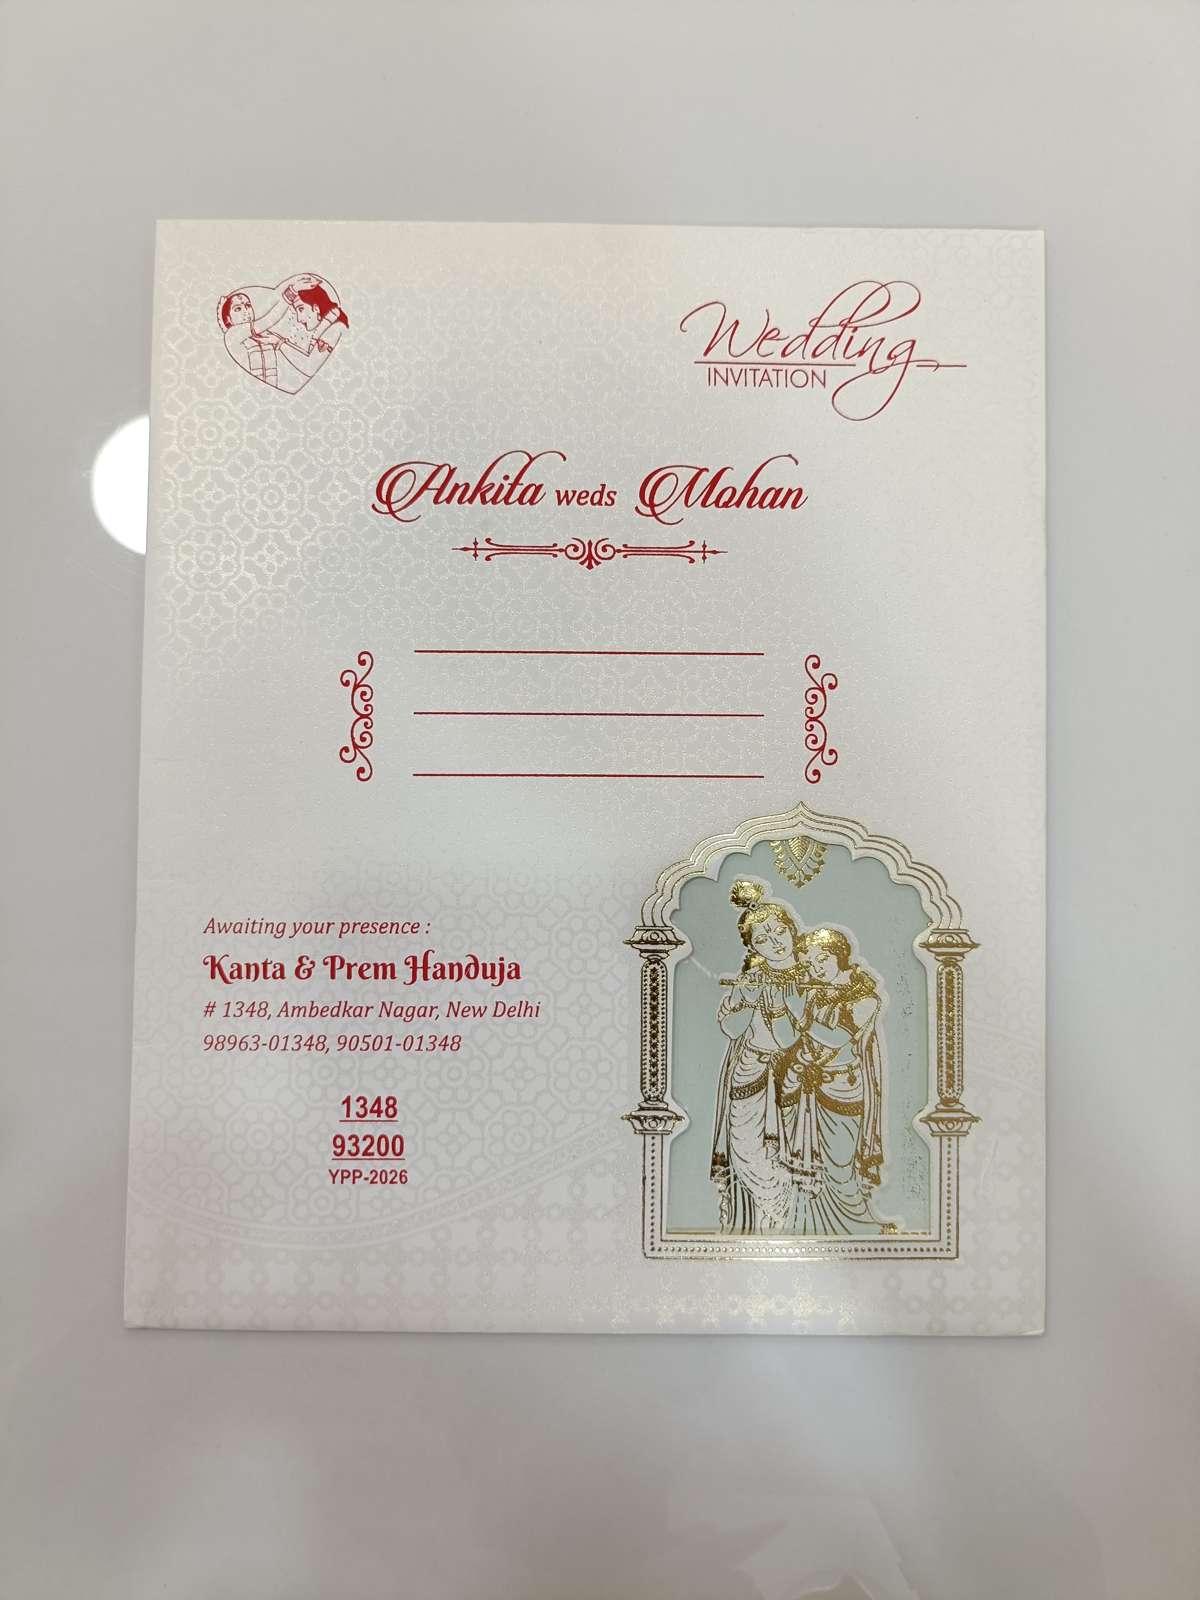 Wedding
INVITATION
Ankita weds Mohan
Awaiting your presence :
Kanta & Prem Handuja
# 1348, Ambedkar Nagar, New Delhi
98963-01348, 90501-01348
1348
93200
YPP-2026